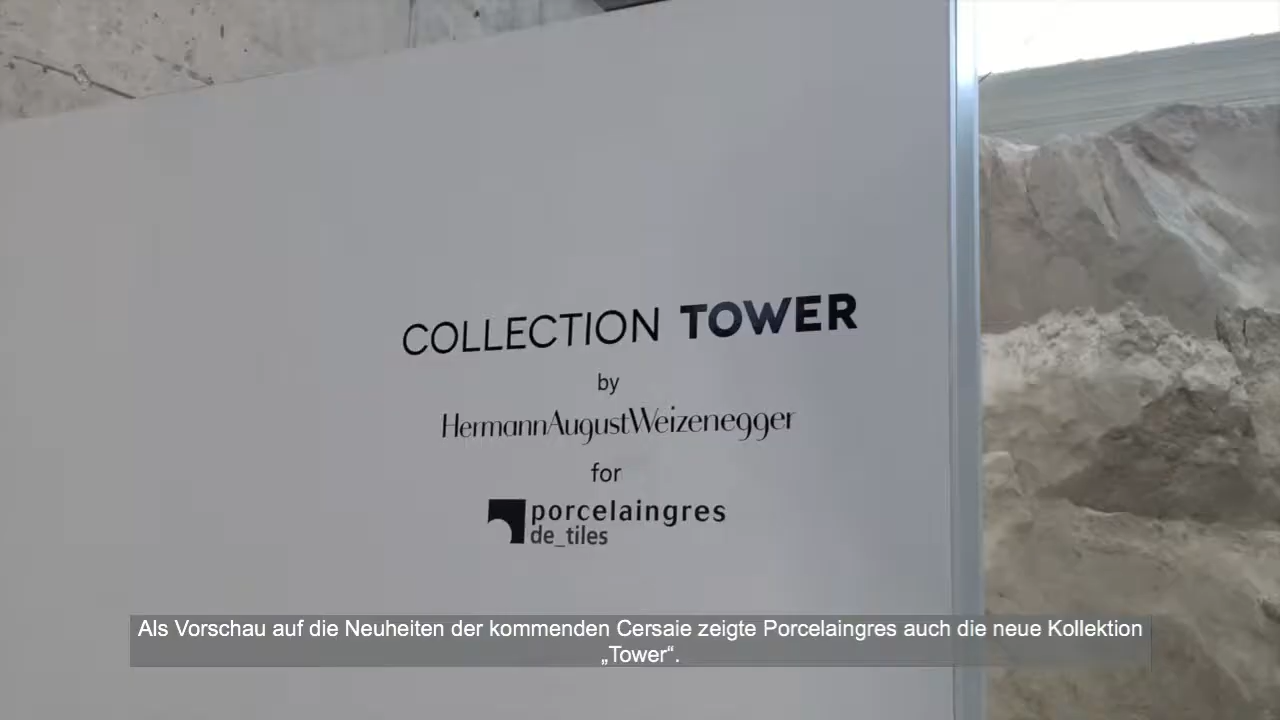 COLLECTION TOWER
by
HermannAugustWeizenegger
for
porcelaingres
de_tiles
Als Vorschau auf die Neuheiten der kommenden Cersaie zeigte Porcelaingres auch die neue Kollektion
„Tower“.